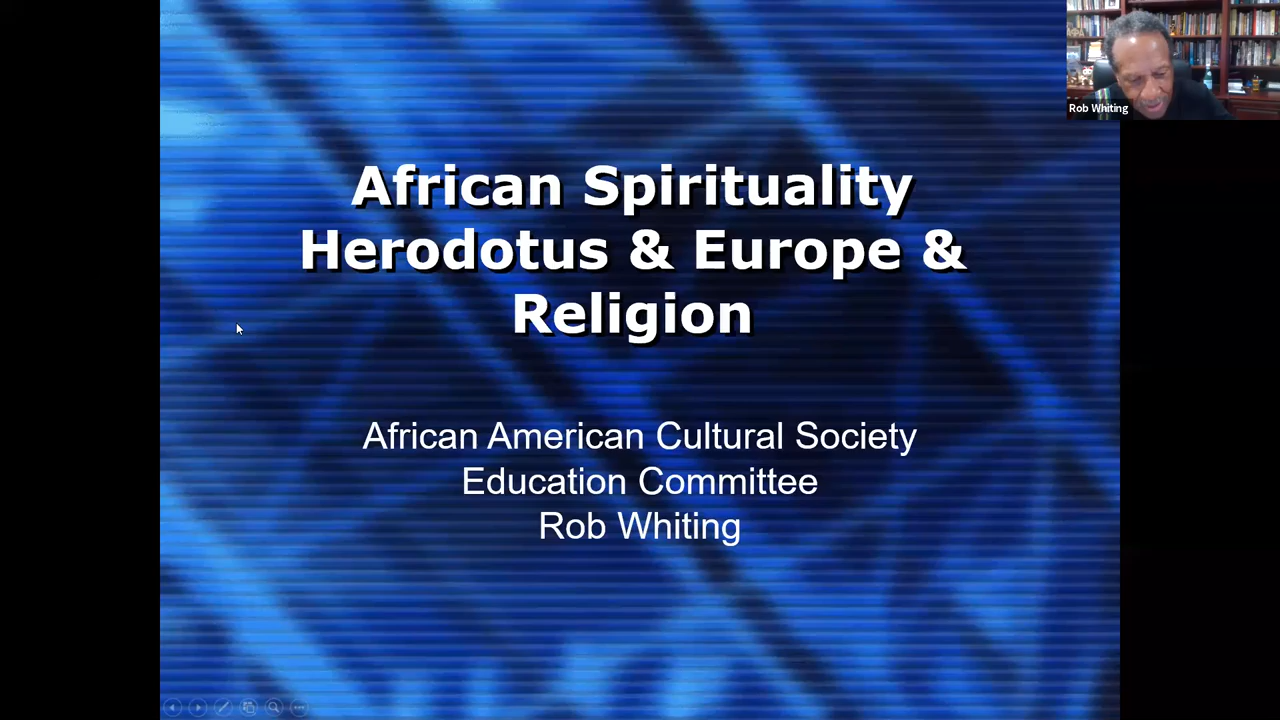 African Spirituality
Herodotus & Europe &
Religion
African American Cultural Society
Education Committee
Rob Whiting
Rob Whiting